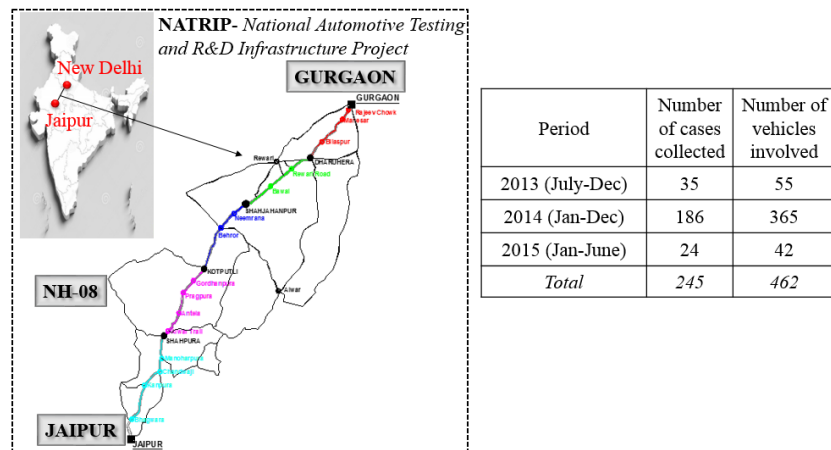 NATRIP- National Automotive Testing
and R&D Infrastructure Project
New Delhi
Jaipur
GURGAON
GURGAON
Rajeev Chowk
Manesar
Bilaspur
Rewari
DHARUHERA
Rewari Road
Bawal
SHAHJAHANPUR
Neemrana
Behror
KOTPUTLI
NH-08
Gordhanpura
Pragpura
Alwar
Antela
SHAHPURA
Manoharpura
Chandwaji
JAIPUR
JAIPUR
Period
Number
of cases
collected
Number of
vehicles
involved
2013 (July-Dec) 35 55
2014 (Jan-Dec) 186 365
2015 (Jan-June) 24 42
Total 245 462